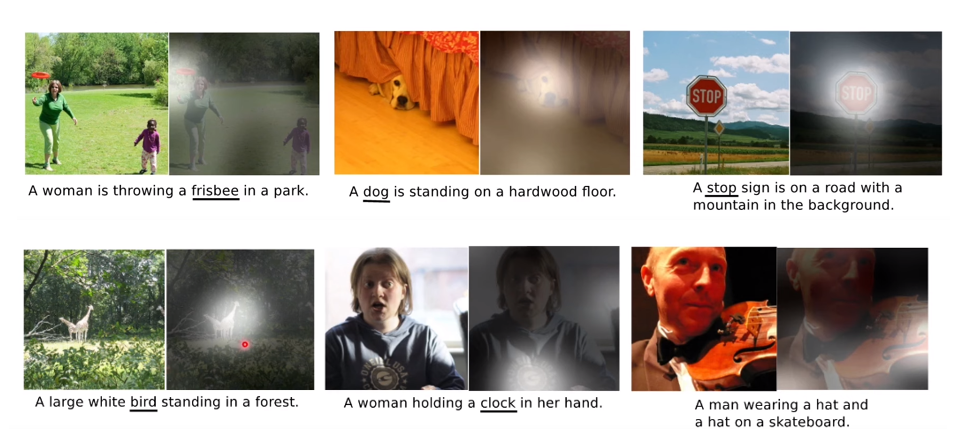 STOP
STOP
A woman is throwing a frisbee in a park.
A dog is standing on a hardwood floor.
A stop sign is on a road with a
mountain in the background.
A large white bird standing in a forest.
A woman holding a clock in her hand.
A man wearing a hat and
a hat on a skateboard.